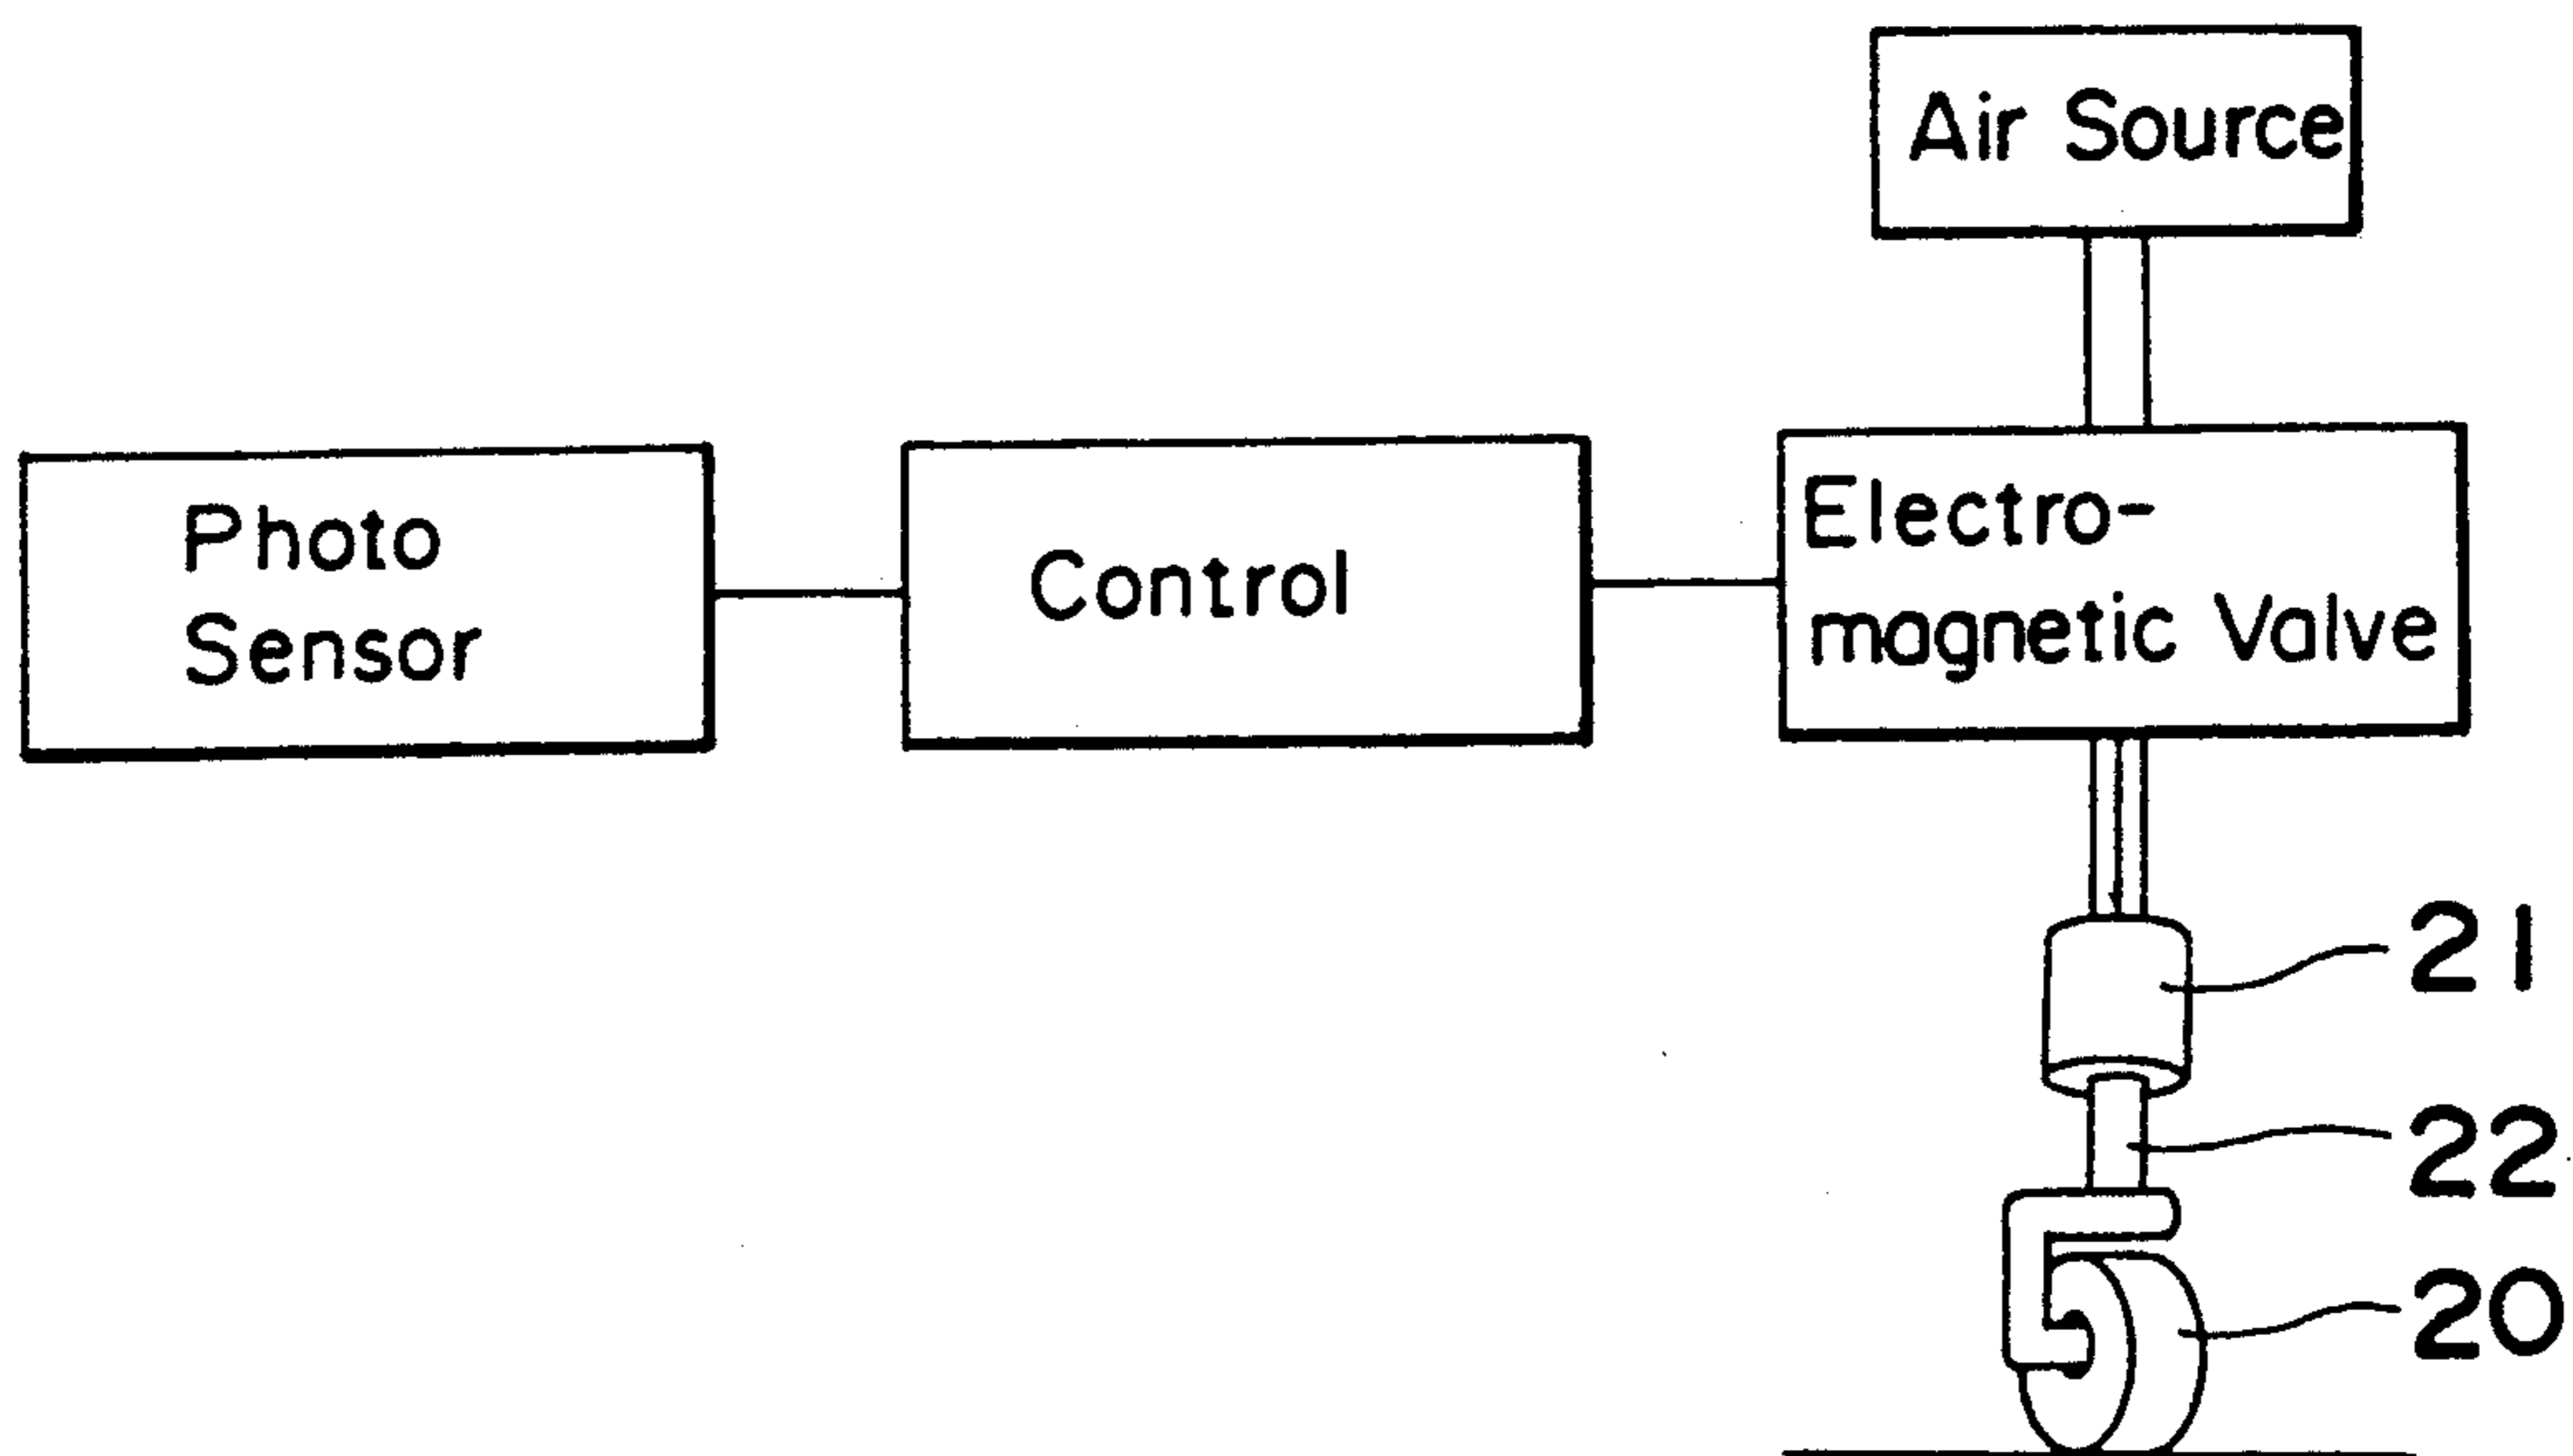 Air Source
Photo
Sensor
Control
Electro-
magnetic Valve
21
22
20